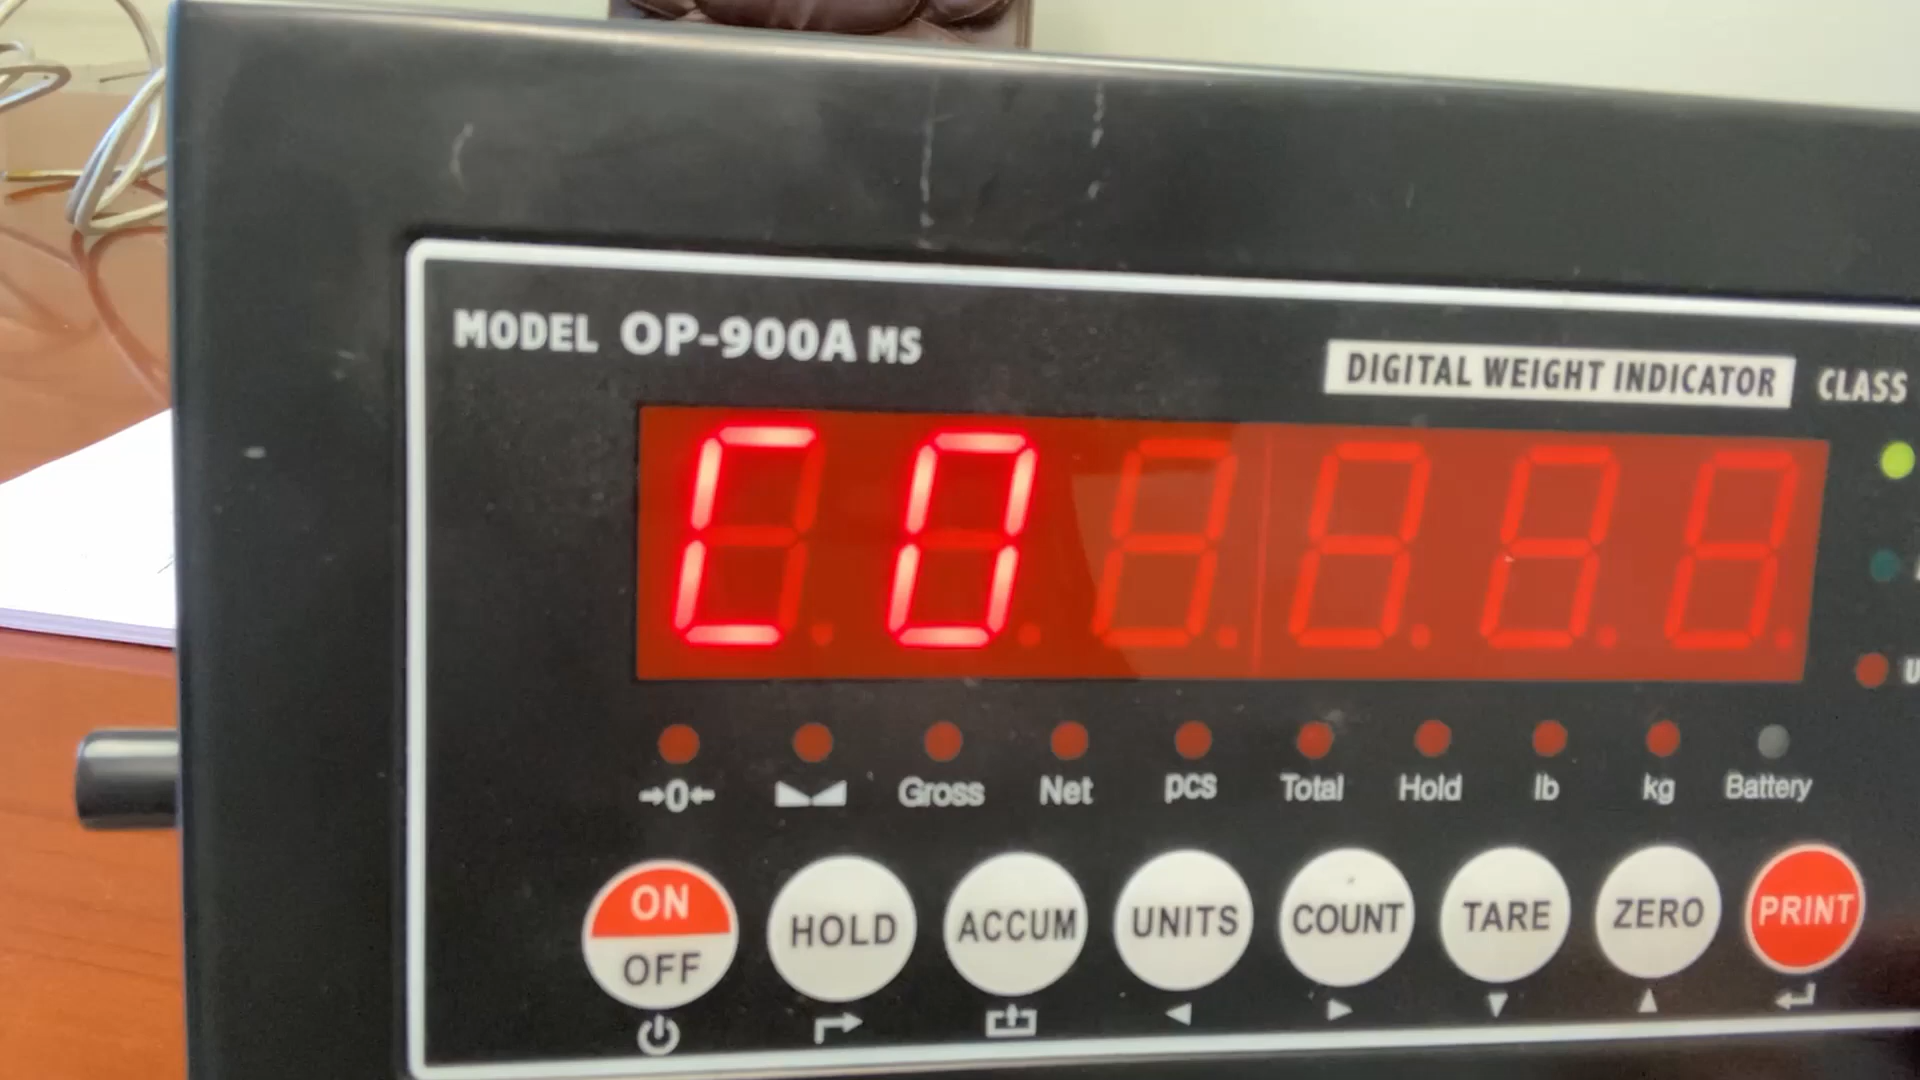 MODEL OP-900A MS
DIGITAL WEIGHT INDICATOR CLASS
C0
→0← Gross Net pcs Total Hold lb kg Battery
ON OFF HOLD ACCUM UNITS COUNT TARE ZERO PRINT